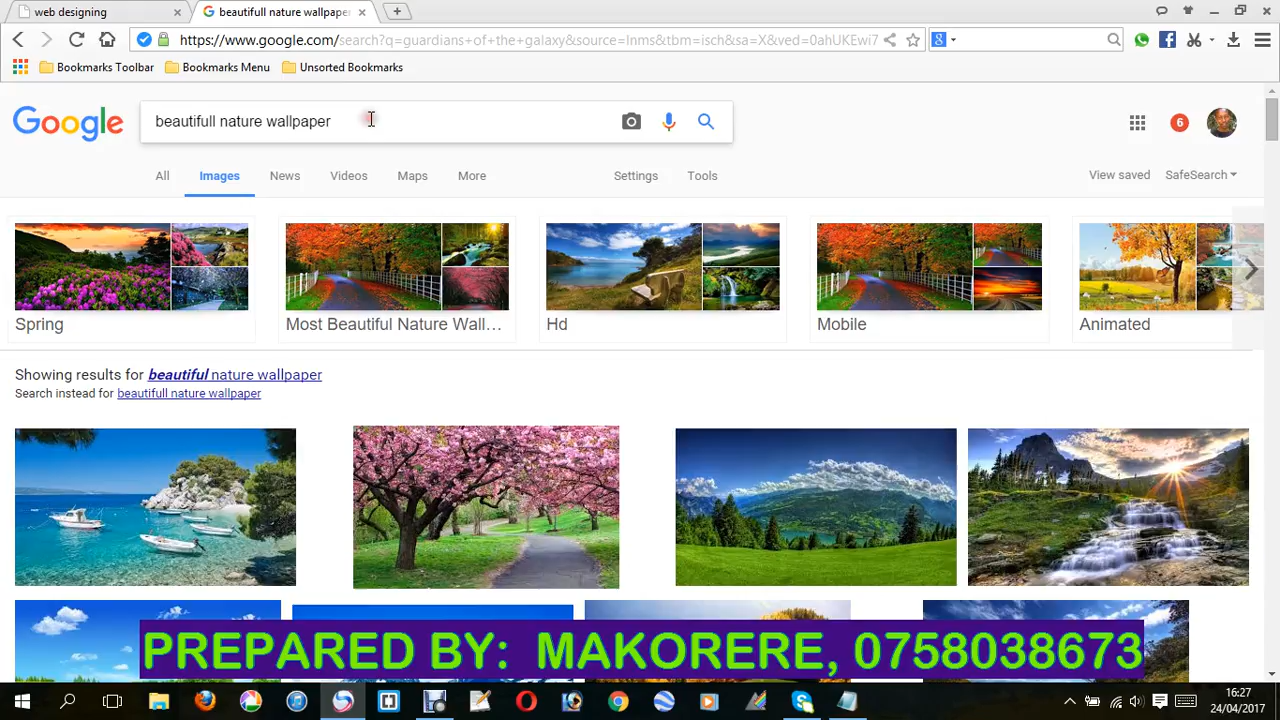 web designing
beautifull nature wallpape
https://www.google.com/search?q=guardians+of+the+galaxy&source=lnms&tbm=isch&sa=X&ved=0ahUKEwi7
Bookmarks Toolbar
Bookmarks Menu
Unsorted Bookmarks
Google
beautifull nature wallpaper
6
All
Images
News
Videos
Maps
More
Settings
Tools
View saved
SafeSearch
Spring
Most Beautiful Nature Wall...
Hd
Mobile
Animated
Showing results for beautiful nature wallpaper
Search instead for beautifull nature wallpaper
PREPARED BY: MAKORERE, 0758038673
16:27
24/04/2017